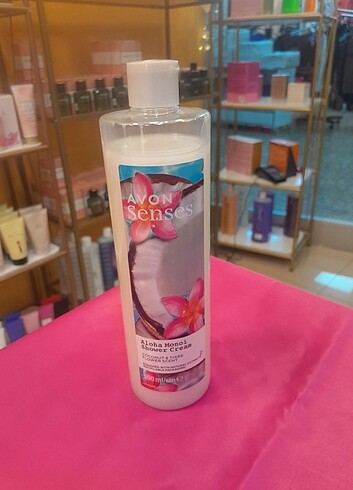 AVON
Senses
Aloha Monoi
Shower Cream
COCONUT & TIARE
FLOWER SCENT
500 ml